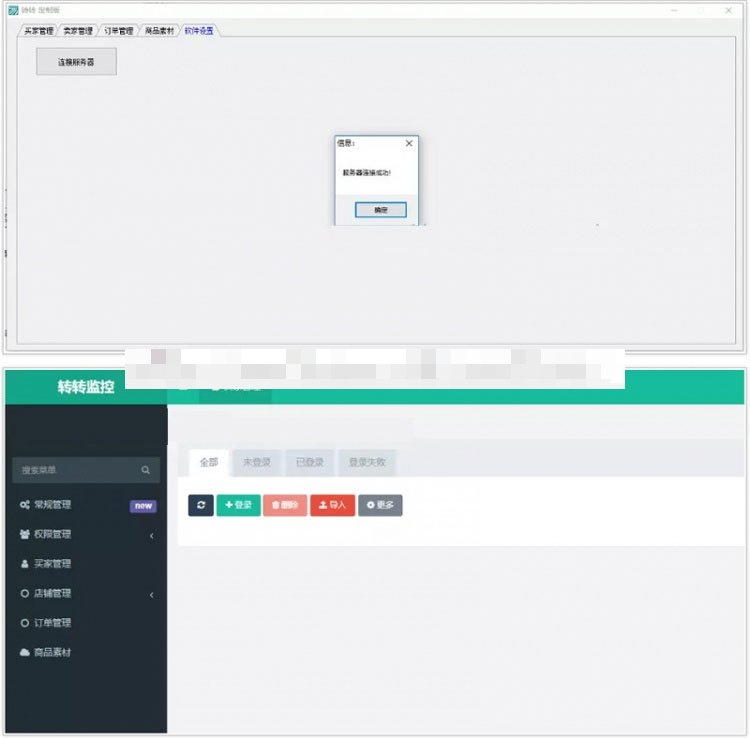 转转 定制版
买家管理 卖家管理 订单管理 商品素材 软件设置
连接服务器
信息:
服务器连接成功!
确定
转转监控
全部 未登录 已登录 登录失败
搜索菜单
登录 删除 导入 更多
常规管理 new
权限管理
买家管理
店铺管理
订单管理
商品素材